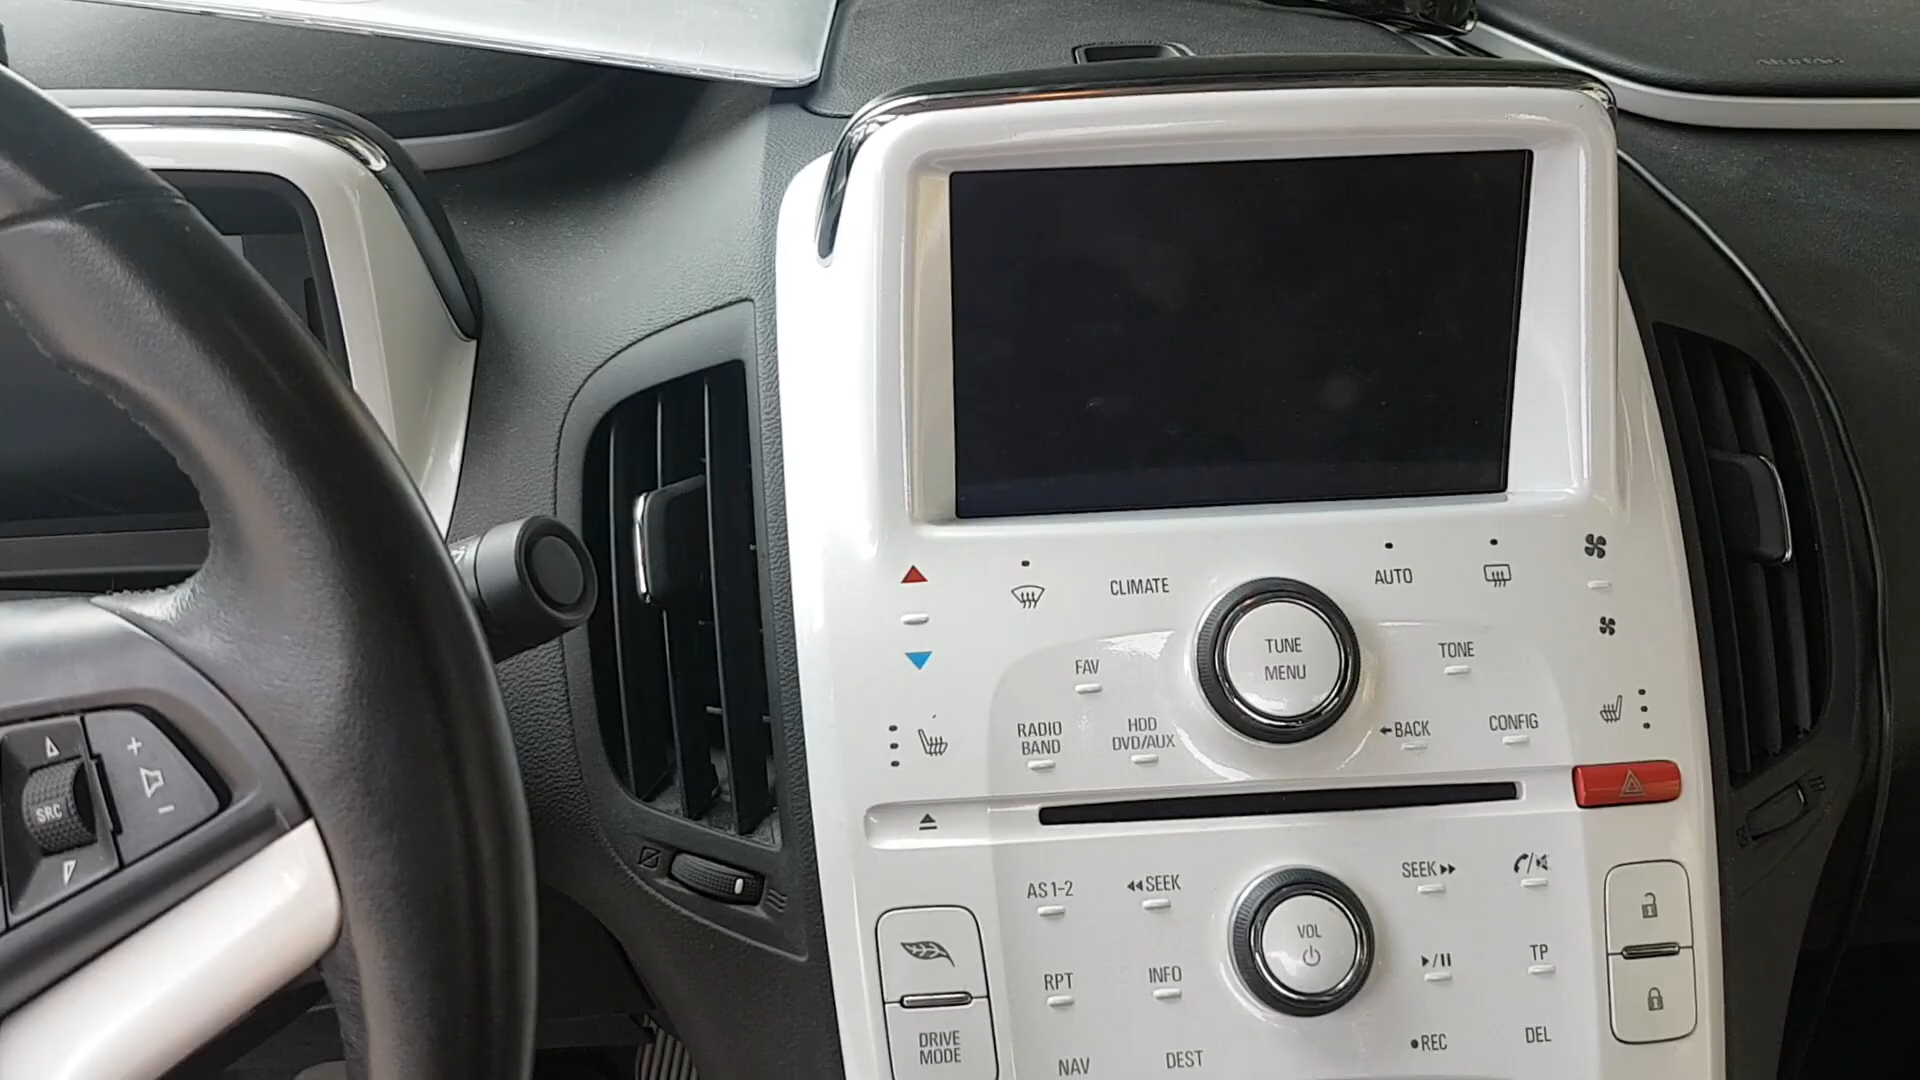 CLIMATE
AUTO
TUNE
MENU
FAV
TONE
RADIO
BAND
HDD
DVD/AUX
BACK
CONFIG
SRC
+
−
AS 1-2
SEEK
SEEK
VOL
RPT
INFO
TP
DRIVE
MODE
NAV
DEST
REC
DEL